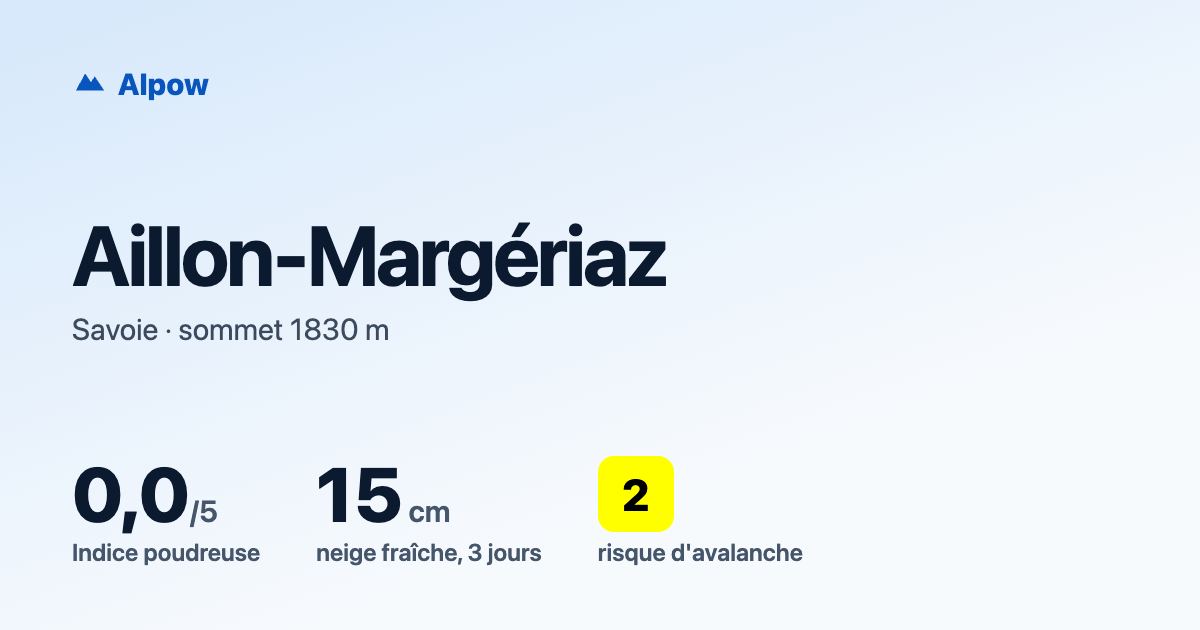 Alpow
Aillon-Margériaz
Savoie · sommet 1830 m
0,0/5 15 cm 2
Indice poudreuse neige fraîche, 3 jours risque d'avalanche